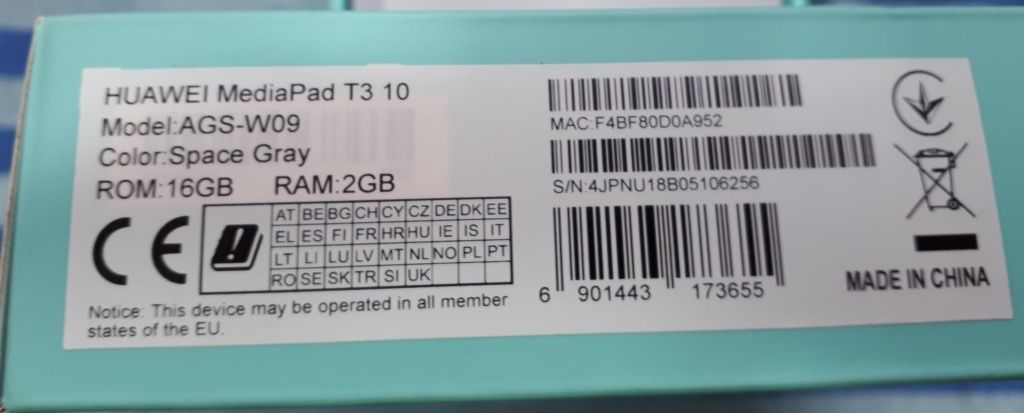 HUAWEI MediaPad T3 10
Model:AGS-W09
Color:Space Gray
ROM:16GB RAM:2GB
CE
AT BE BG CH CY CZ DE DK EE
EL ES FI FR HR HU IE IS IT
LT LI LU LV MT NL NO PL PT
RO SE SK TR SI UK
Notice: This device may be operated in all member
states of the EU.
MAC:F4BF80D0A952
S/N:4JPNU18B05106256
6 901443 173655
MADE IN CHINA